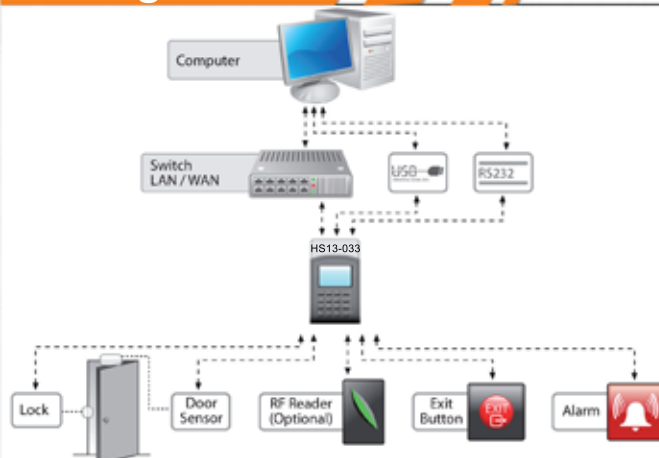 Computer
Switch
LAN / WAN
USB
RS232
HS13-033
Lock
Door
Sensor
RF Reader
(Optional)
Exit
Button
EXIT
Alarm